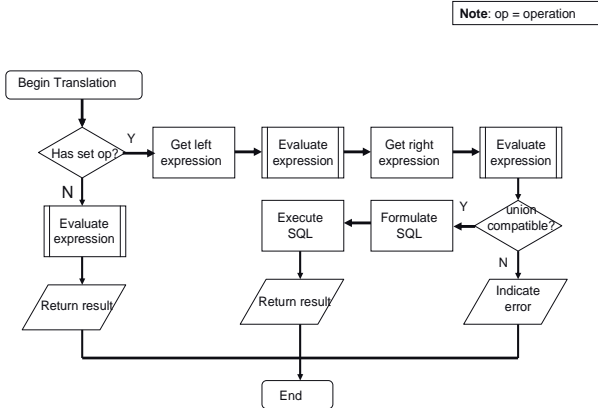 Note: op = operation
Begin Translation
Has set op?
Y
Get left
expression
Evaluate
expression
Get right
expression
Evaluate
expression
N
Evaluate
expression
Execute
SQL
Formulate
SQL
Y
union
compatible?
N
Return result
Return result
Indicate
error
End